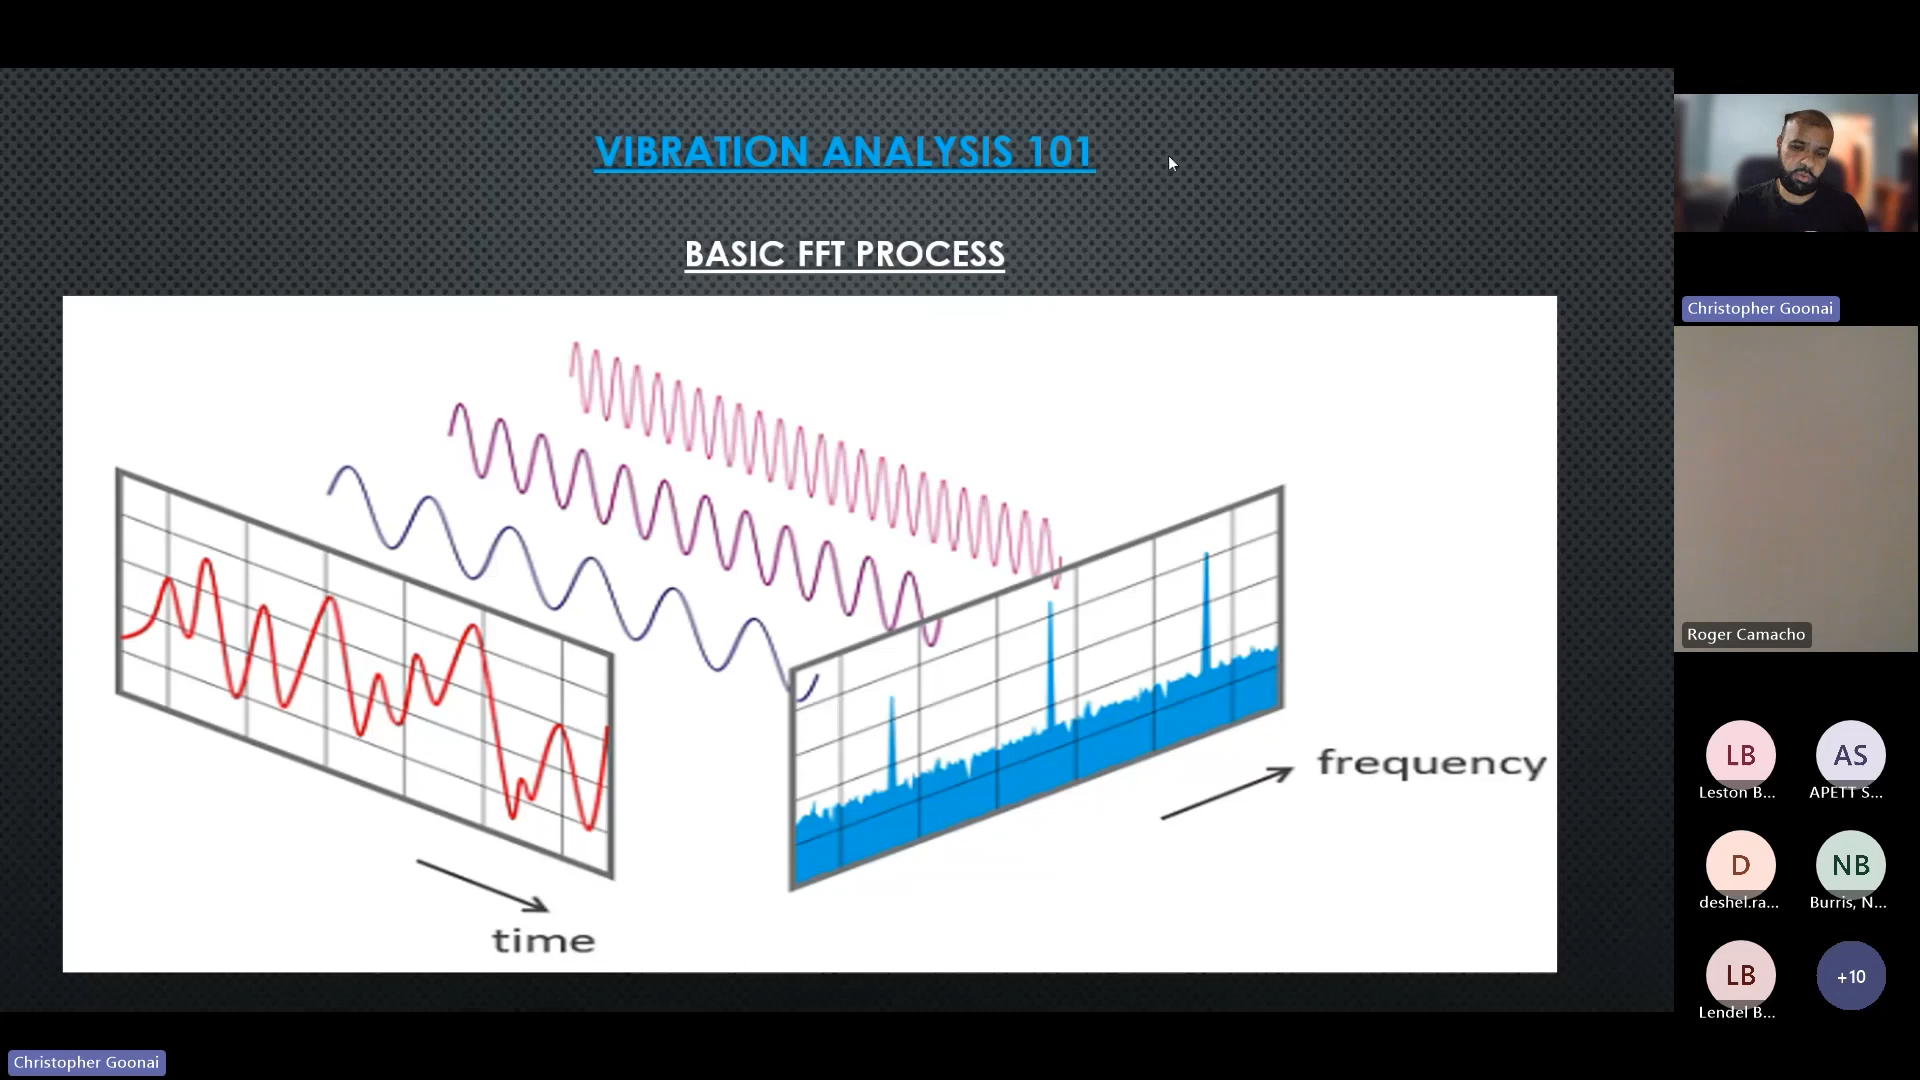 VIBRATION ANALYSIS 101
BASIC FFT PROCESS
time
frequency
Christopher Goonai
Roger Camacho
LB
Leston B...
AS
APETT S...
D
deshel.ra...
NB
Burris, N...
LB
Lendel B...
+10
Christopher Goonai